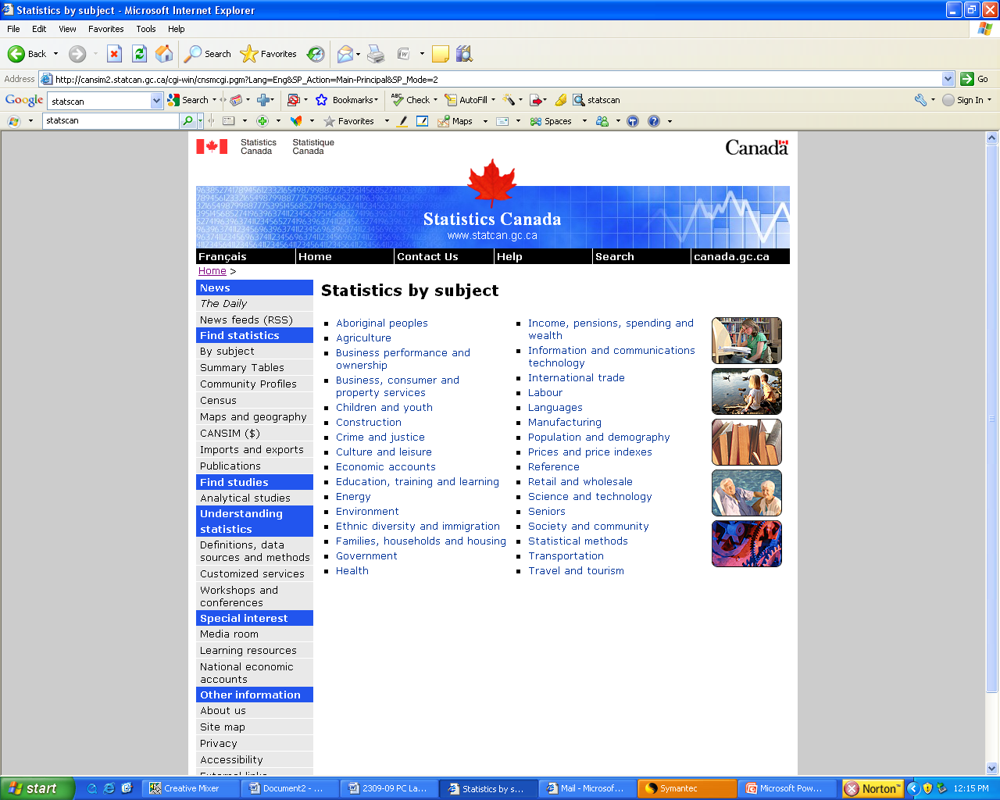 Statistics by subject - Microsoft Internet Explorer
File Edit View Favorites Tools Help
Back Search Favorites
Address http://cansim2.statcan.gc.ca/cgi-win/cnsmcgi.pgm?Lang=Eng&SP_Action=Main-Principal&SP_Mode=2 Go
Google statscan Search Bookmarks ABC Check AutoFill statscan Sign In
statscan Favorites Maps Spaces
Statistics Canada Statistique Canada Canada
Statistics Canada
www.statcan.gc.ca
Français Home Contact Us Help Search canada.gc.ca
Home >
News
The Daily
News feeds (RSS)
Find statistics
By subject
Summary Tables
Community Profiles
Census
Maps and geography
CANSIM ($)
Imports and exports
Publications
Find studies
Analytical studies
Understanding
statistics
Definitions, data
sources and methods
Customized services
Workshops and
conferences
Special interest
Media room
Learning resources
National economic
accounts
Other information
About us
Site map
Privacy
Accessibility
External links
Statistics by subject
Aboriginal peoples
Agriculture
Business performance and
ownership
Business, consumer and
property services
Children and youth
Construction
Crime and justice
Culture and leisure
Economic accounts
Education, training and learning
Energy
Environment
Ethnic diversity and immigration
Families, households and housing
Government
Health
Income, pensions, spending and
wealth
Information and communications
technology
International trade
Labour
Languages
Manufacturing
Population and demography
Prices and price indexes
Reference
Retail and wholesale
Science and technology
Seniors
Society and community
Statistical methods
Transportation
Travel and tourism
start Creative Mixer Document2 - ... 2309-09 PC La... Statistics by s... Mail - Microsof... Symantec Microsoft Pow... Norton™ 12:15 PM